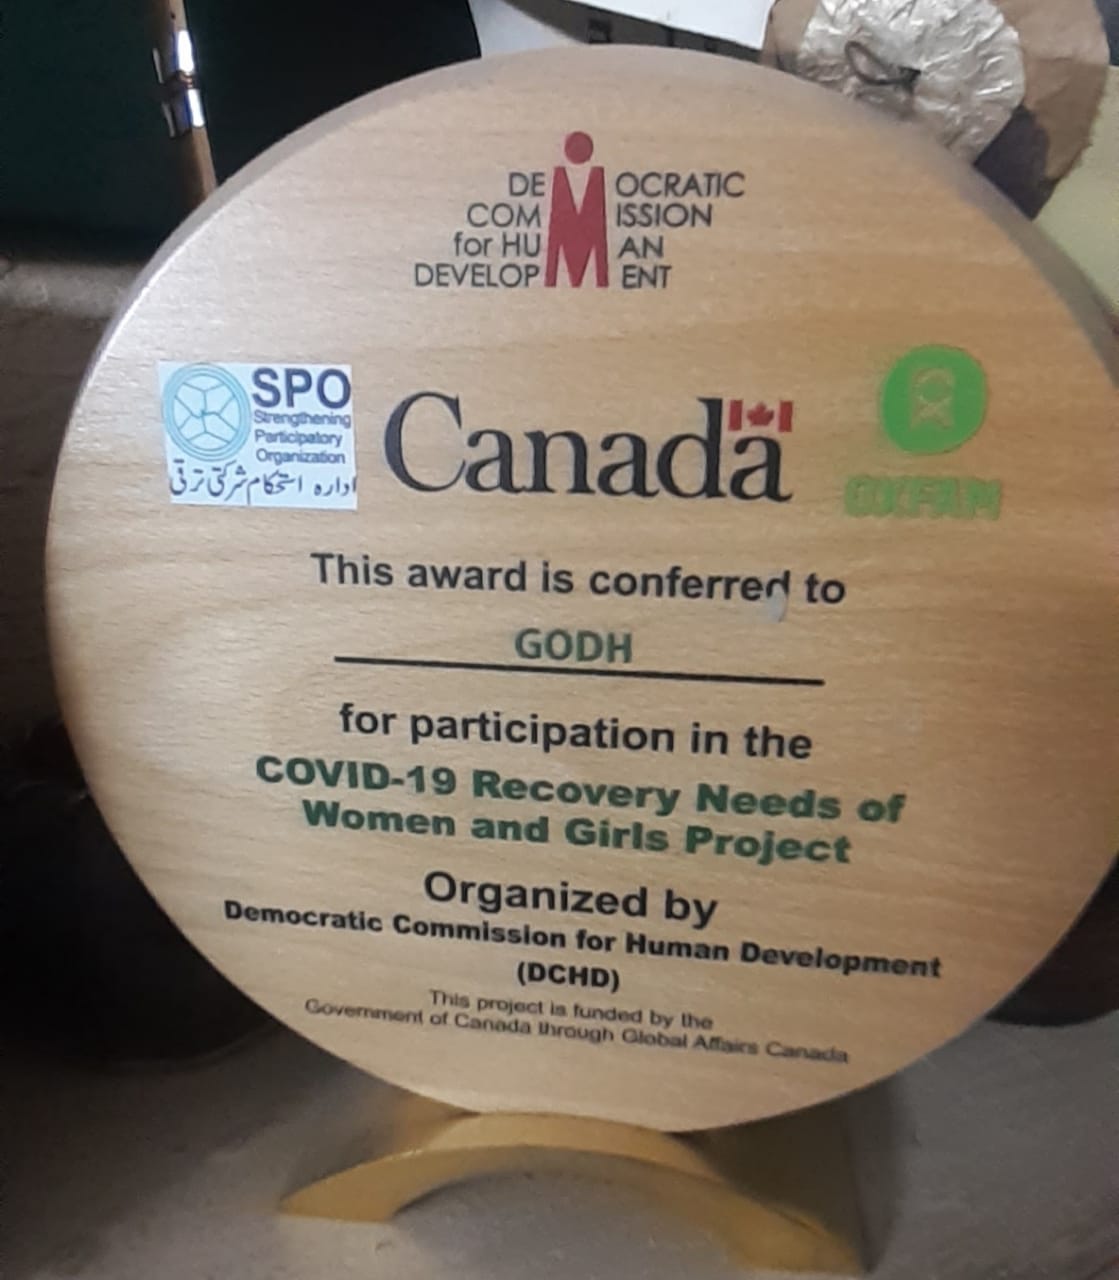 DEMOCRATIC
COMMISSION
for HUMAN
DEVELOPMENT
SPO
Strengthening
Participatory
Organization
ادارہ استحکام شرکتی ترقی
Canada
OXFAM
This award is conferred to
GODH
for participation in the
COVID-19 Recovery Needs of
Women and Girls Project
Organized by
Democratic Commission for Human Development
(DCHD)
This project is funded by the
Government of Canada through Global Affairs Canada